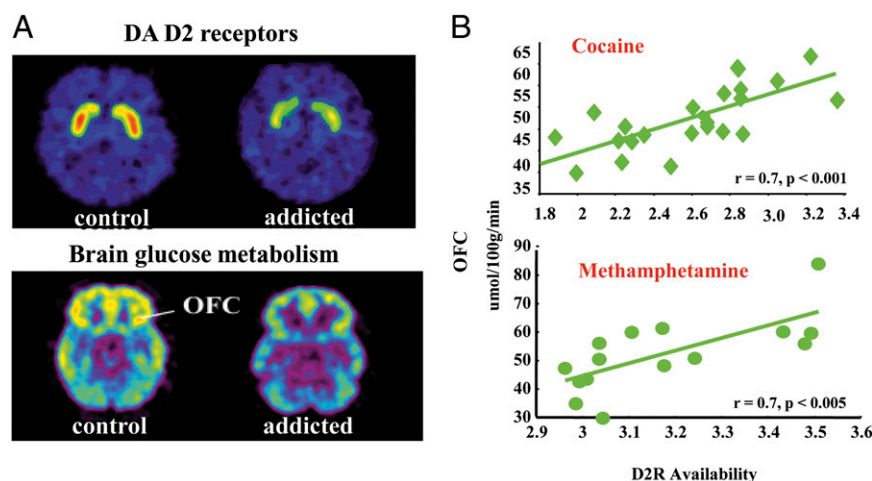 A
DA D2 receptors
control addicted
Brain glucose metabolism
OFC
control addicted
B
Cocaine
65
60
55
50
45
40
35
r = 0.7, p < 0.001
1.8 2 2.2 2.4 2.6 2.8 3.0 3.2 3.4
OFC
umol/100g/min
Methamphetamine
90
80
70
60
50
40
30
r = 0.7, p < 0.005
2.9 3 3.1 3.2 3.3 3.4 3.5 3.6
D2R Availability